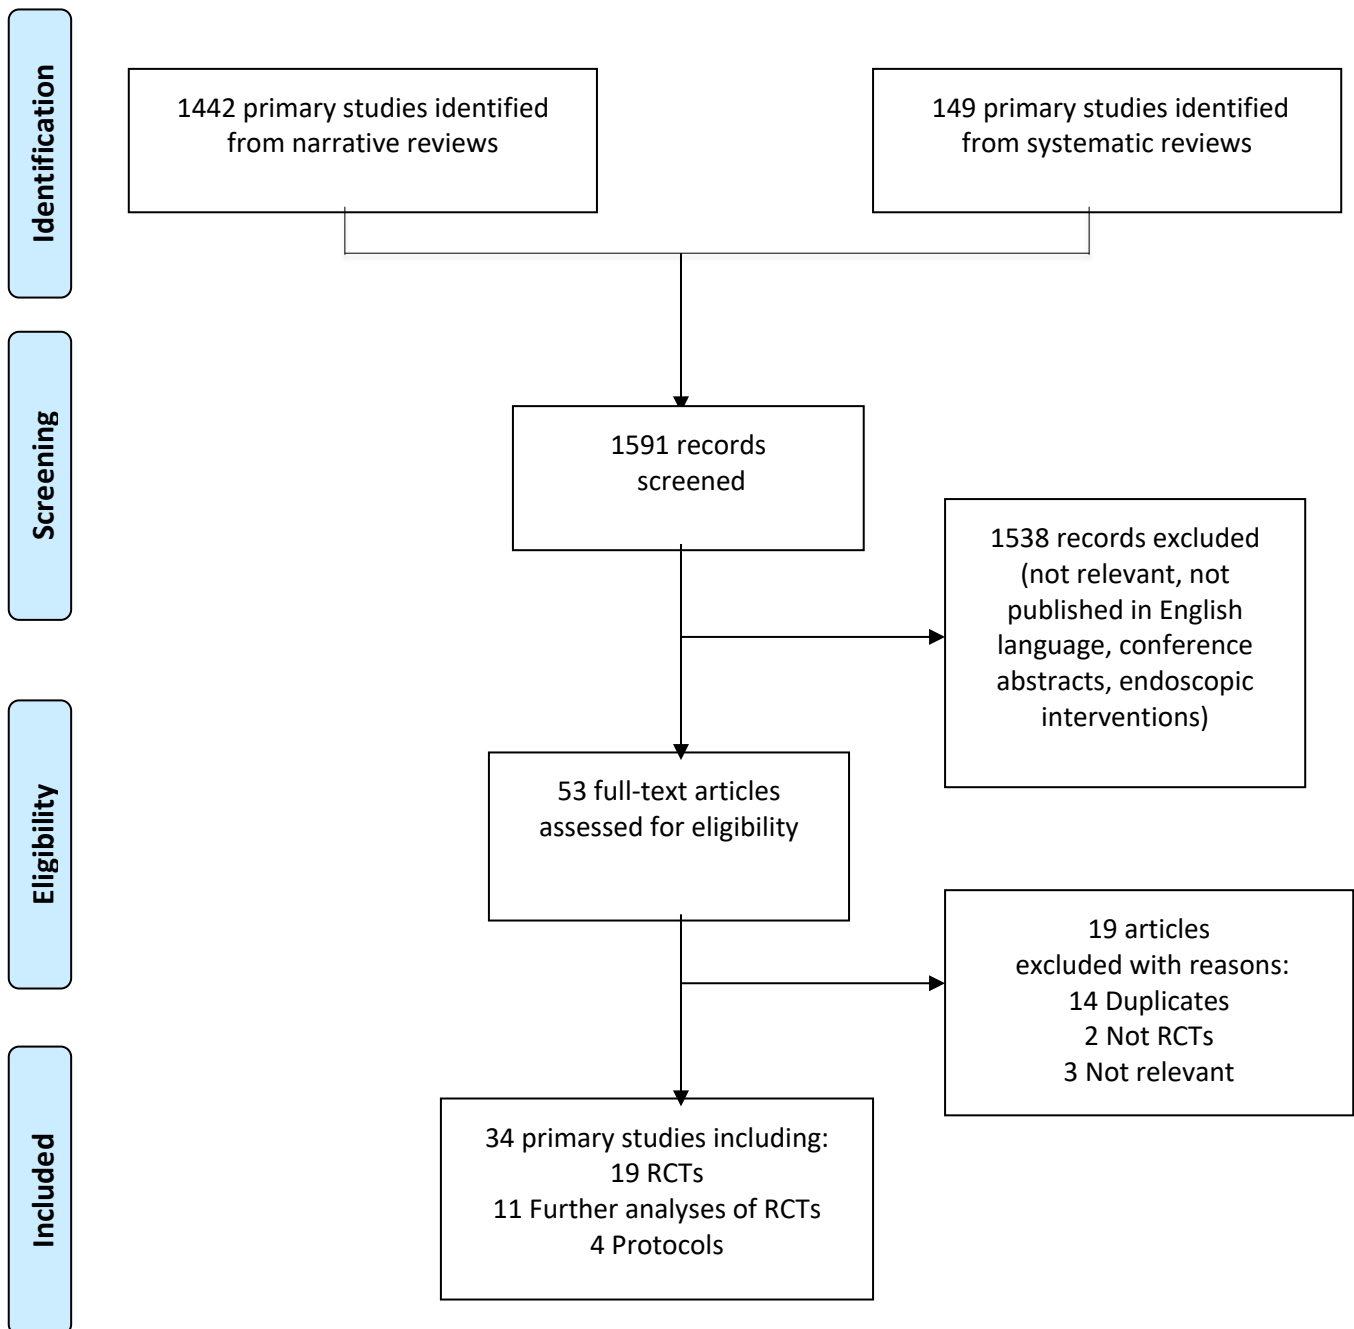 Identification
1442 primary studies identified
from narrative reviews
149 primary studies identified
from systematic reviews
Screening
1591 records
screened
1538 records excluded
(not relevant, not
published in English
language, conference
abstracts, endoscopic
interventions)
Eligibility
53 full-text articles
assessed for eligibility
19 articles
excluded with reasons:
14 Duplicates
2 Not RCTs
3 Not relevant
Included
34 primary studies including:
19 RCTs
11 Further analyses of RCTs
4 Protocols